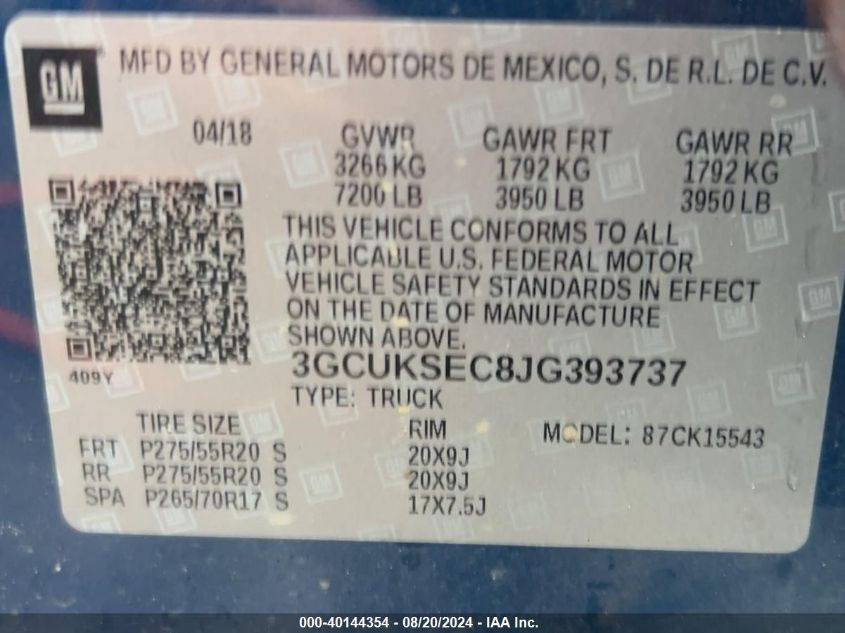 GM MFD BY GENERAL MOTORS DE MEXICO, S. DE R.L. DE C.V.
04/18 GVWR GAWR FRT GAWR RR
3266 KG 1792 KG 1792 KG
7200 LB 3950 LB 3950 LB
THIS VEHICLE CONFORMS TO ALL
APPLICABLE U.S. FEDERAL MOTOR
VEHICLE SAFETY STANDARDS IN EFFECT
ON THE DATE OF MANUFACTURE
SHOWN ABOVE.
3GCUKSEC8JG393737
409Y
TYPE: TRUCK
TIRE SIZE RIM MODEL: 87CK15543
FRT P275/55R20 S 20X9J
RR P275/55R20 S 20X9J
SPA P265/70R17 S 17X7.5J
000-40144354 - 08/20/2024 - IAA Inc.